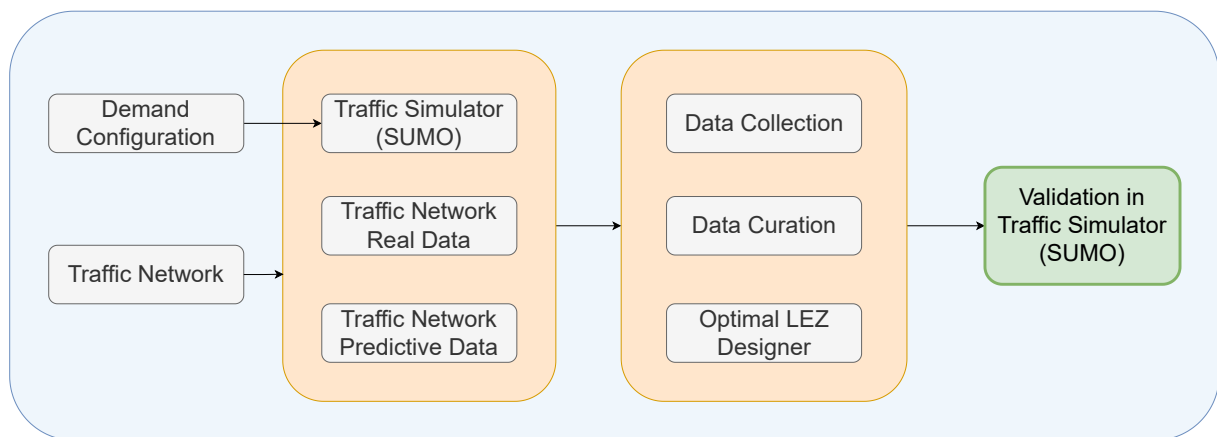 Demand
Configuration
Traffic Network
Traffic Simulator
(SUMO)
Traffic Network
Real Data
Traffic Network
Predictive Data
Data Collection
Data Curation
Optimal LEZ
Designer
Validation in
Traffic Simulator
(SUMO)